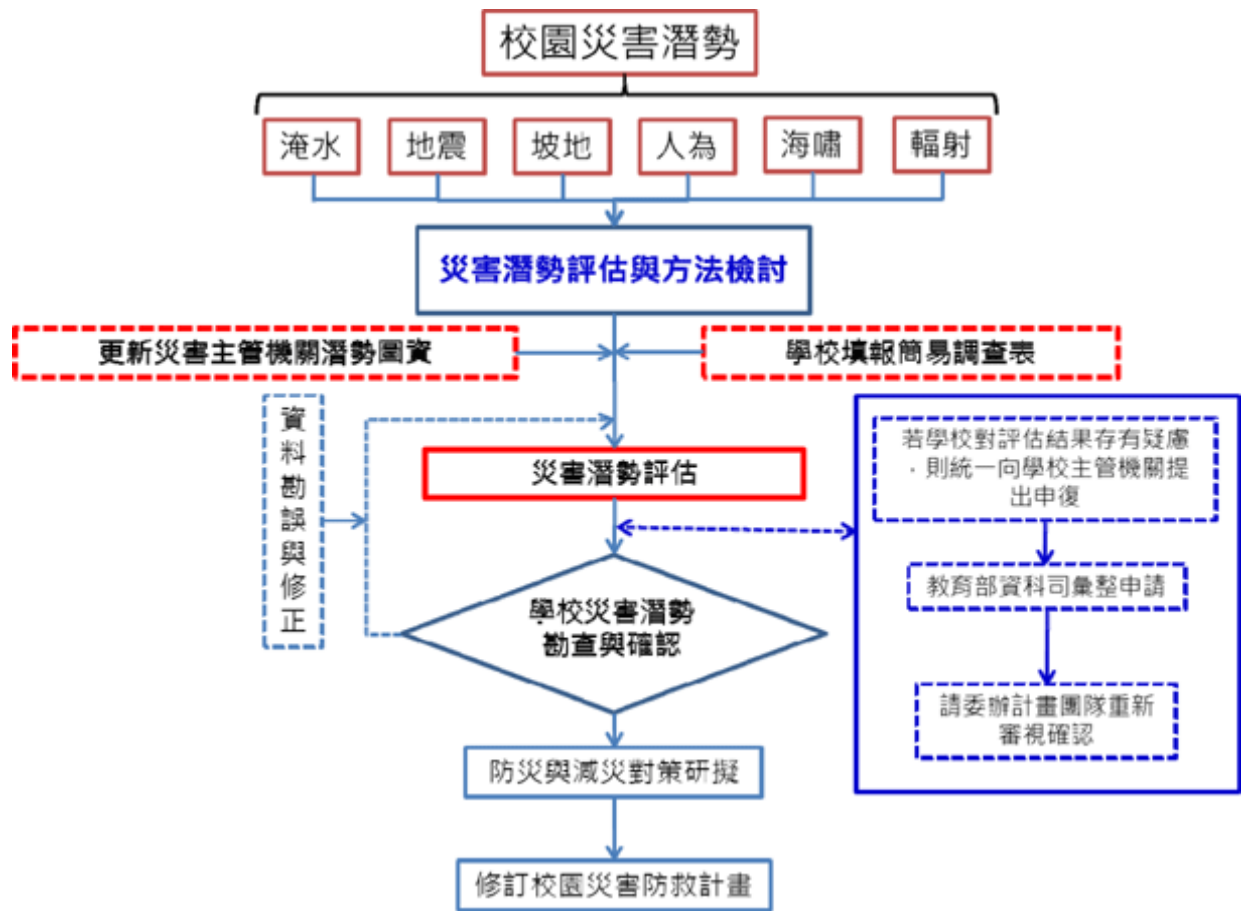 校園災害潛勢
淹水
地震
坡地
人為
海嘯
輻射
災害潛勢評估與方法檢討
更新災害主管機關潛勢圖資
學校填報簡易調查表
資料勘誤與修正
若學校對評估結果存有疑慮
，則統一向學校主管機關提
出申復
災害潛勢評估
教育部資科司彙整申請
學校災害潛勢
勘查與確認
請委辦計畫團隊重新
審視確認
防災與減災對策研擬
修訂校園災害防救計畫